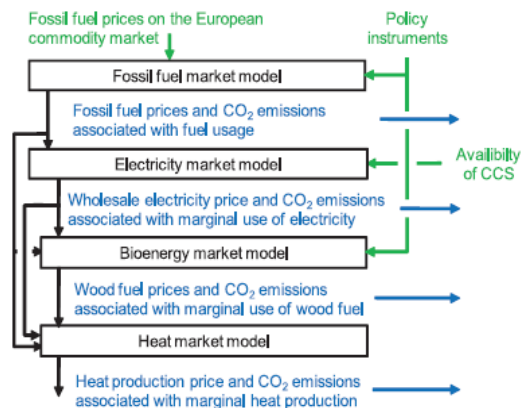 Fossil fuel prices on the European
commodity market
Policy
instruments
Fossil fuel market model
Fossil fuel prices and CO₂ emissions
associated with fuel usage
Electricity market model
Availibilty
of CCS
Wholesale electricity price and CO₂ emissions
associated with marginal use of electricity
Bioenergy market model
Wood fuel prices and CO₂ emissions
associated with marginal use of wood fuel
Heat market model
Heat production price and CO₂ emissions
associated with marginal heat production